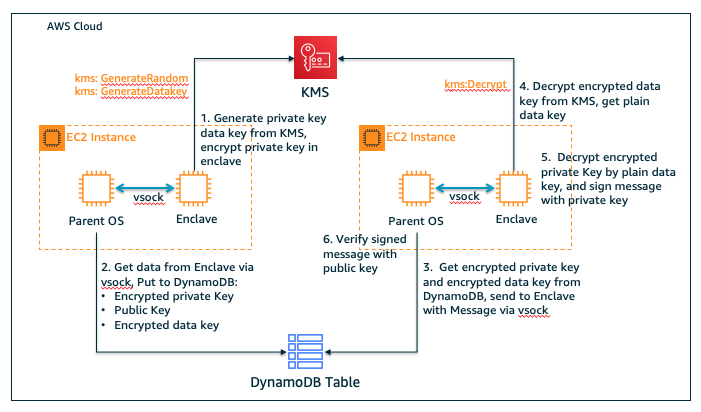 AWS Cloud
kms: GenerateRandom
kms: GenerateDatakey
KMS
kms:Decrypt
4. Decrypt encrypted data
key from KMS, get plain
data key
1. Generate private key
data key from KMS,
encrypt private key in
enclave
EC2 Instance
EC2 Instance
5. Decrypt encrypted
private Key by plain data
key, and sign message
with private key
vsock
Parent OS
Enclave
vsock
Parent OS
Enclave
6. Verify signed
message with
public key
2. Get data from Enclave via
vsock, Put to DynamoDB:
• Encrypted private Key
• Public Key
• Encrypted data key
3. Get encrypted private key
and encrypted data key from
DynamoDB, send to Enclave
with Message via vsock
DynamoDB Table